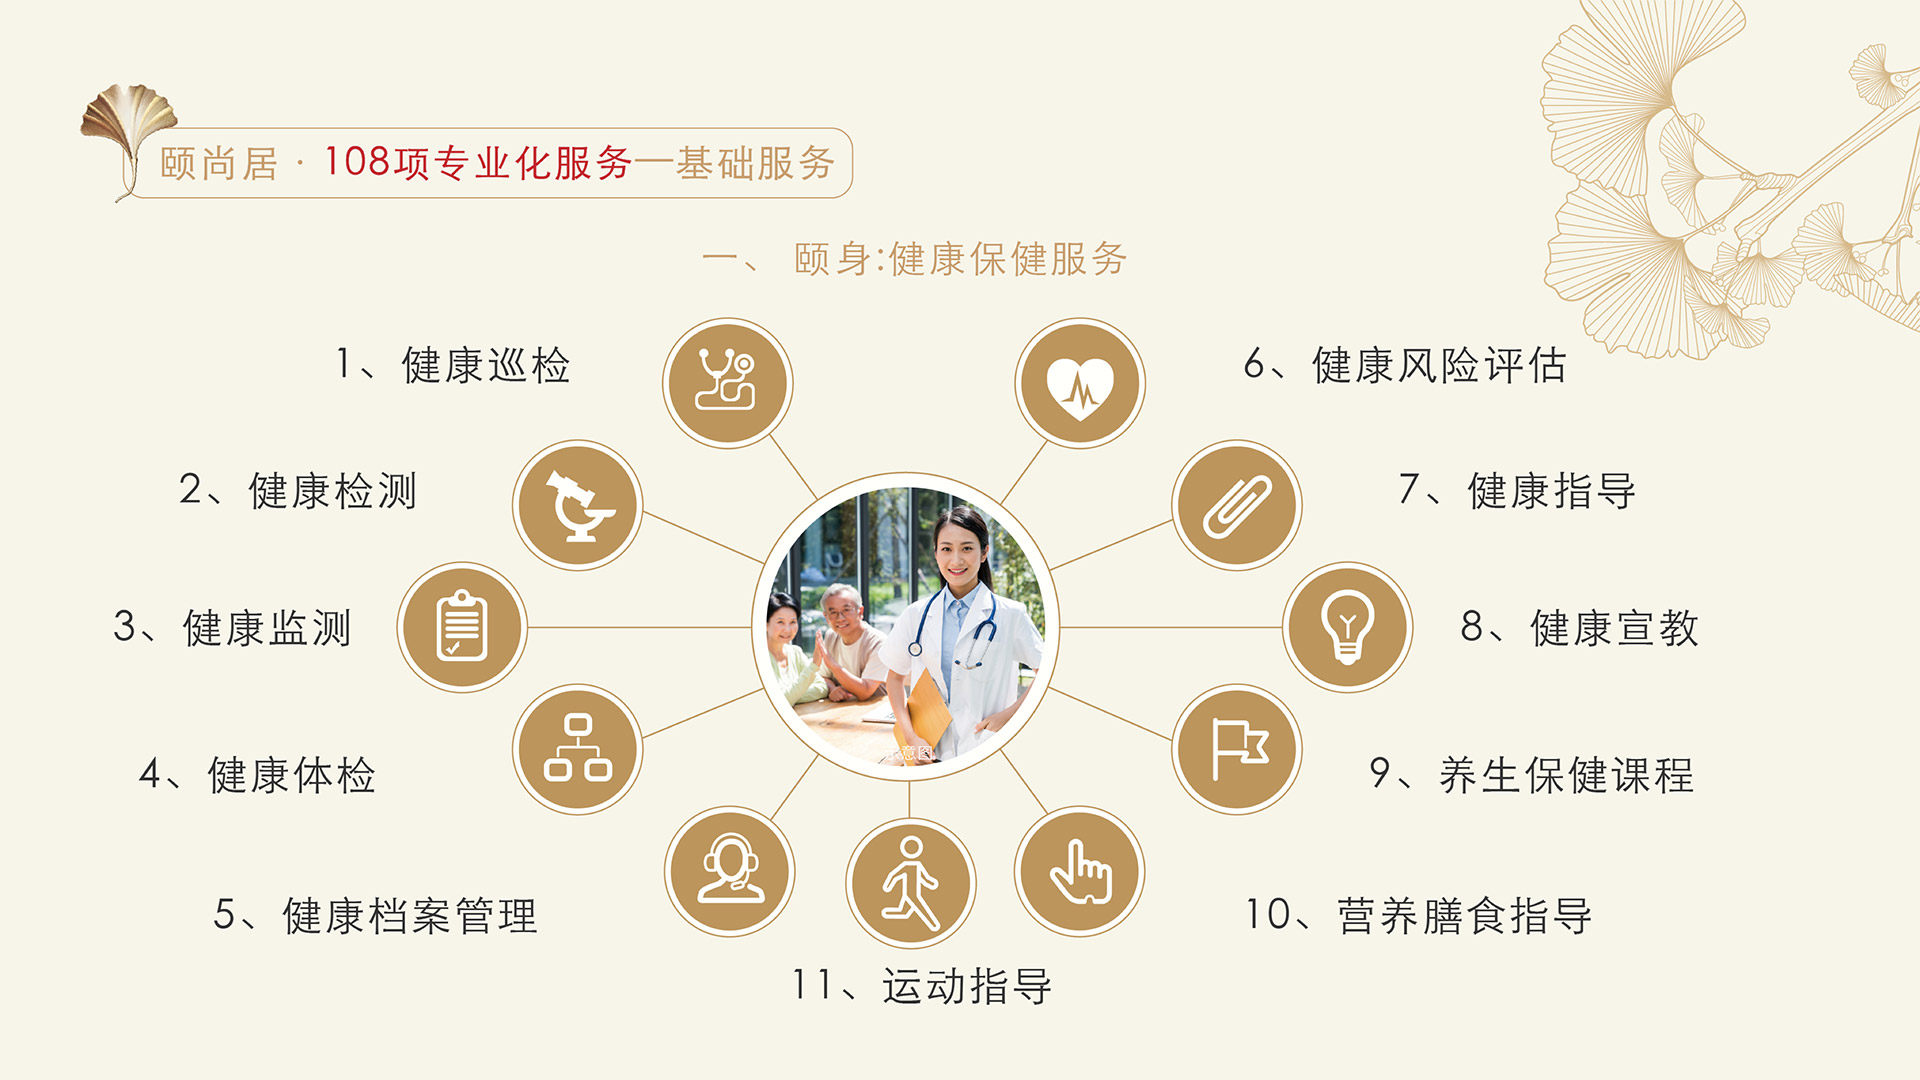 颐尚居 · 108项专业化服务—基础服务
一、 颐身:健康保健服务
1、健康巡检
2、健康检测
3、健康监测
4、健康体检
5、健康档案管理
6、健康风险评估
7、健康指导
8、健康宣教
9、养生保健课程
10、营养膳食指导
11、运动指导
意图